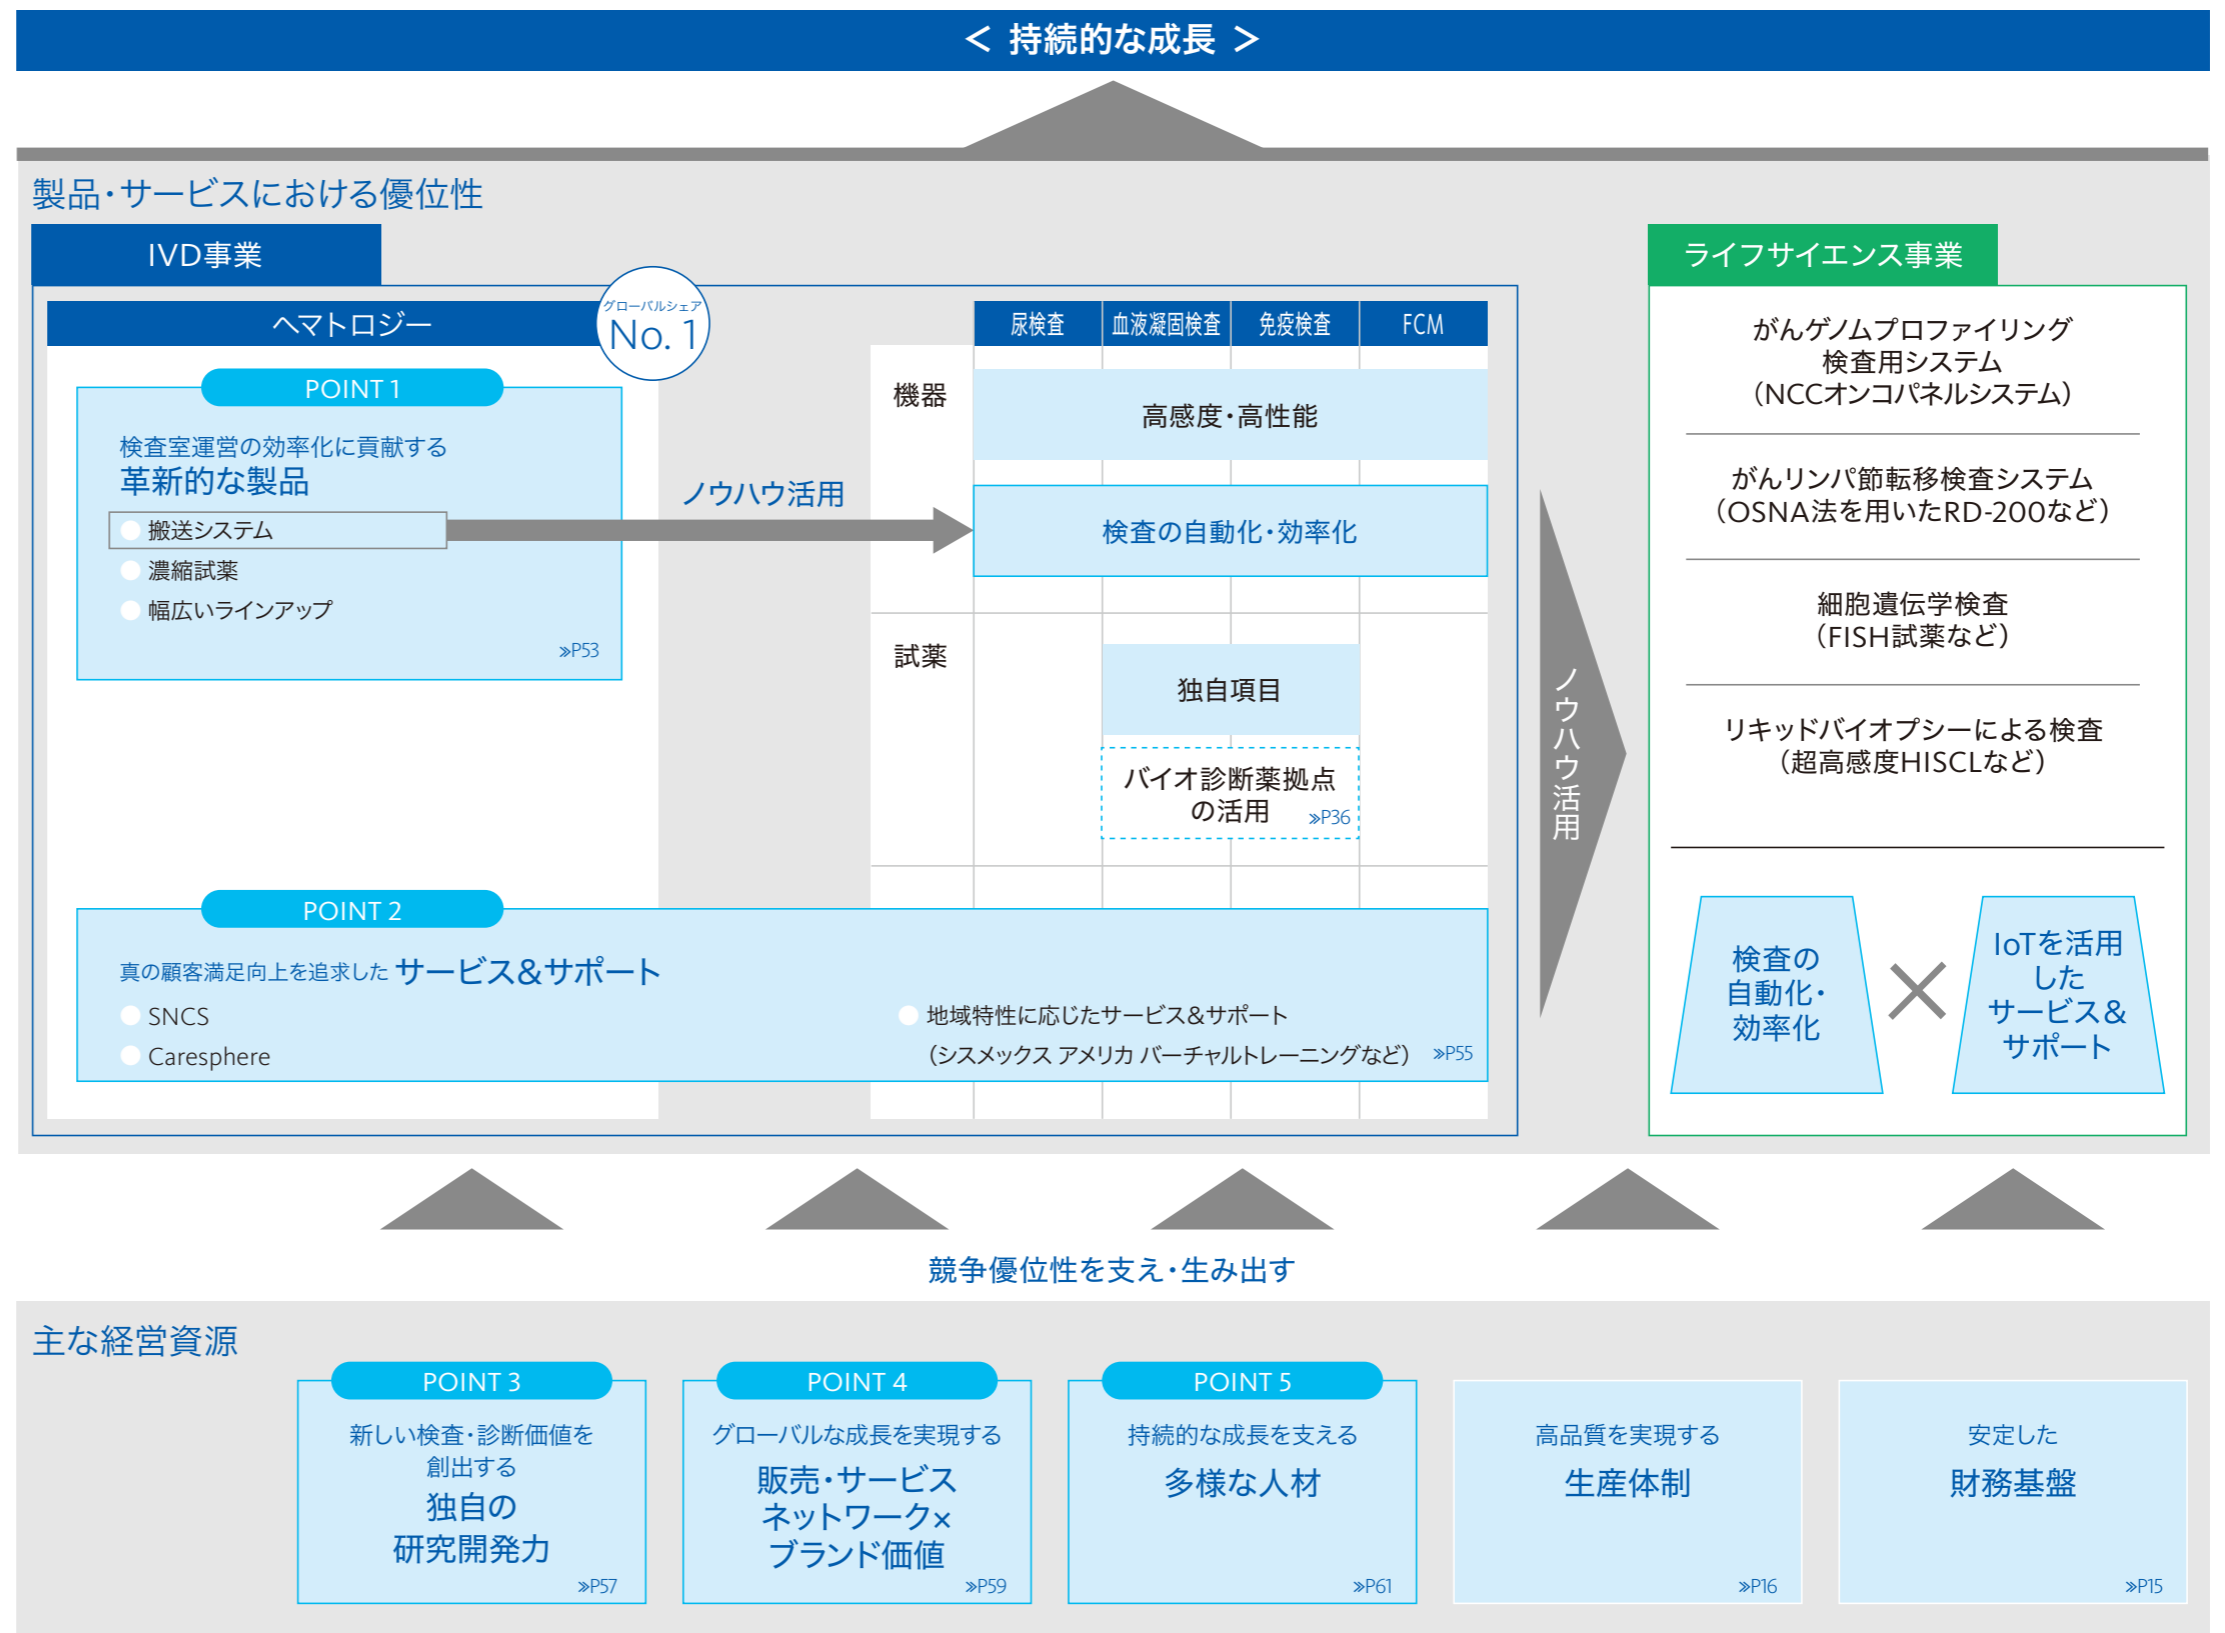 ＜ 持続的な成長 ＞
製品・サービスにおける優位性
IVD事業
ヘマトロジー
グローバルシェア
No. 1
POINT 1
検査室運営の効率化に貢献する
革新的な製品
搬送システム
濃縮試薬
幅広いラインアップ
≫P53
ノウハウ活用
尿検査
血液凝固検査
免疫検査
FCM
機器
高感度・高性能
検査の自動化・効率化
試薬
独自項目
バイオ診断薬拠点
の活用 ≫P36
POINT 2
真の顧客満足向上を追求した サービス&サポート
SNCS
Caresphere
地域特性に応じたサービス&サポート
（シスメックス アメリカ バーチャルトレーニングなど） ≫P55
ノウハウ活用
ライフサイエンス事業
がんゲノムプロファイリング
検査用システム
（NCCオンコパネルシステム）
がんリンパ節転移検査システム
（OSNA法を用いたRD-200など）
細胞遺伝学検査
（FISH試薬など）
リキッドバイオプシーによる検査
（超高感度HISCLなど）
検査の
自動化・
効率化
×
IoTを活用
した
サービス&
サポート
競争優位性を支え・生み出す
主な経営資源
POINT 3
新しい検査・診断価値を
創出する
独自の
研究開発力
≫P57
POINT 4
グローバルな成長を実現する
販売・サービス
ネットワーク×
ブランド価値
≫P59
POINT 5
持続的な成長を支える
多様な人材
≫P61
高品質を実現する
生産体制
≫P16
安定した
財務基盤
≫P15